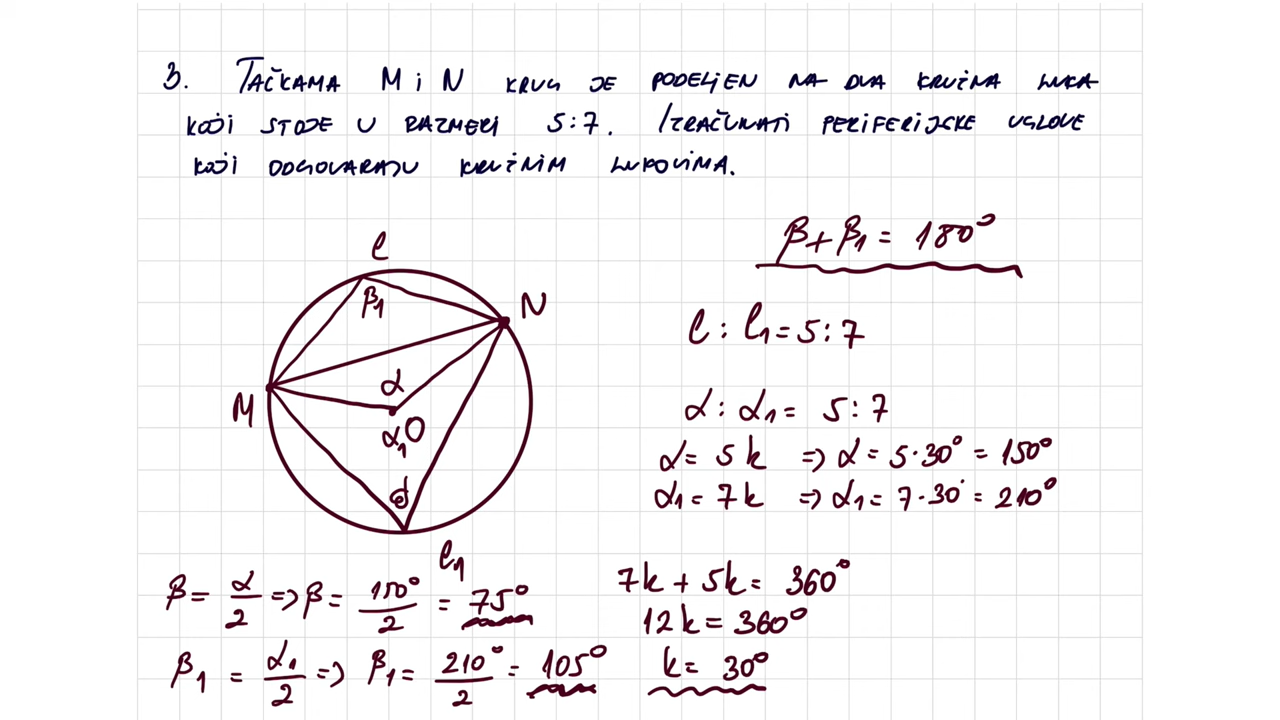 3. TAČKAMA M i N KRUG JE PODELJEN NA DVA KRUŽNA LUKA
KOJI STOJE U RAZMERI 5:7. IZRAČUNATI PERIFERIJSKE UGLOVE
KOJI ODGOVARAJU KRUŽNIM LUKOVIMA.
β + β₁ = 180°
l
β₁
N
l : l₁ = 5:7
α
M
α₁ O
α : α₁ = 5:7
α = 5k => α = 5·30° = 150°
α₁ = 7k => α₁ = 7·30° = 210°
l₁
7k + 5k = 360°
β = α/2 => β = 150°/2 = 75°
12k = 360°
β₁ = α₁/2 => β₁ = 210°/2 = 105°
k = 30°